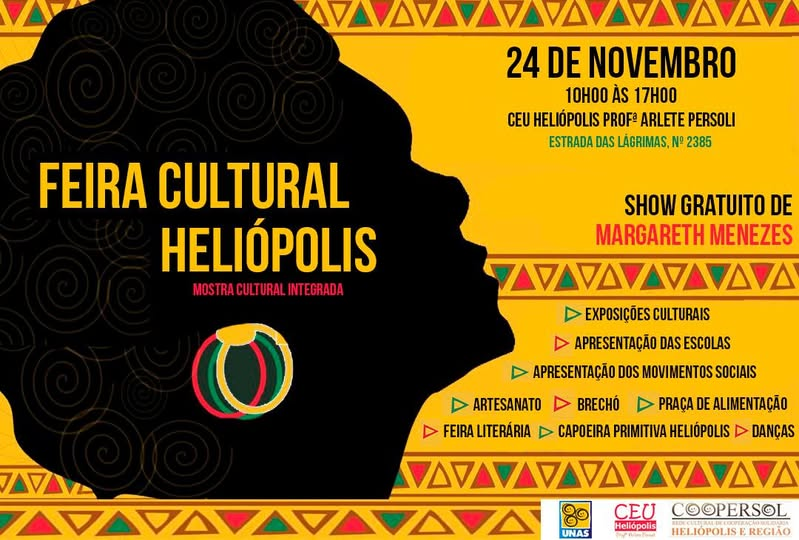 FEIRA CULTURAL
HELIÓPOLIS
MOSTRA CULTURAL INTEGRADA
24 DE NOVEMBRO
10H00 ÀS 17H00
CEU HELIÓPOLIS PROFª ARLETE PERSOLI
ESTRADA DAS LÁGRIMAS, Nº 2385
SHOW GRATUITO DE
MARGARETH MENEZES
EXPOSIÇÕES CULTURAIS
APRESENTAÇÃO DAS ESCOLAS
APRESENTAÇÃO DOS MOVIMENTOS SOCIAIS
ARTESANATO BRECHÓ PRAÇA DE ALIMENTAÇÃO
FEIRA LITERÁRIA CAPOEIRA PRIMITIVA HELIÓPOLIS DANÇAS
UNAS
CEU
Heliópolis
COOPERSOL
REDE CULTURAL DE COOPERAÇÃO SOLIDÁRIA
HELIÓPOLIS E REGIÃO